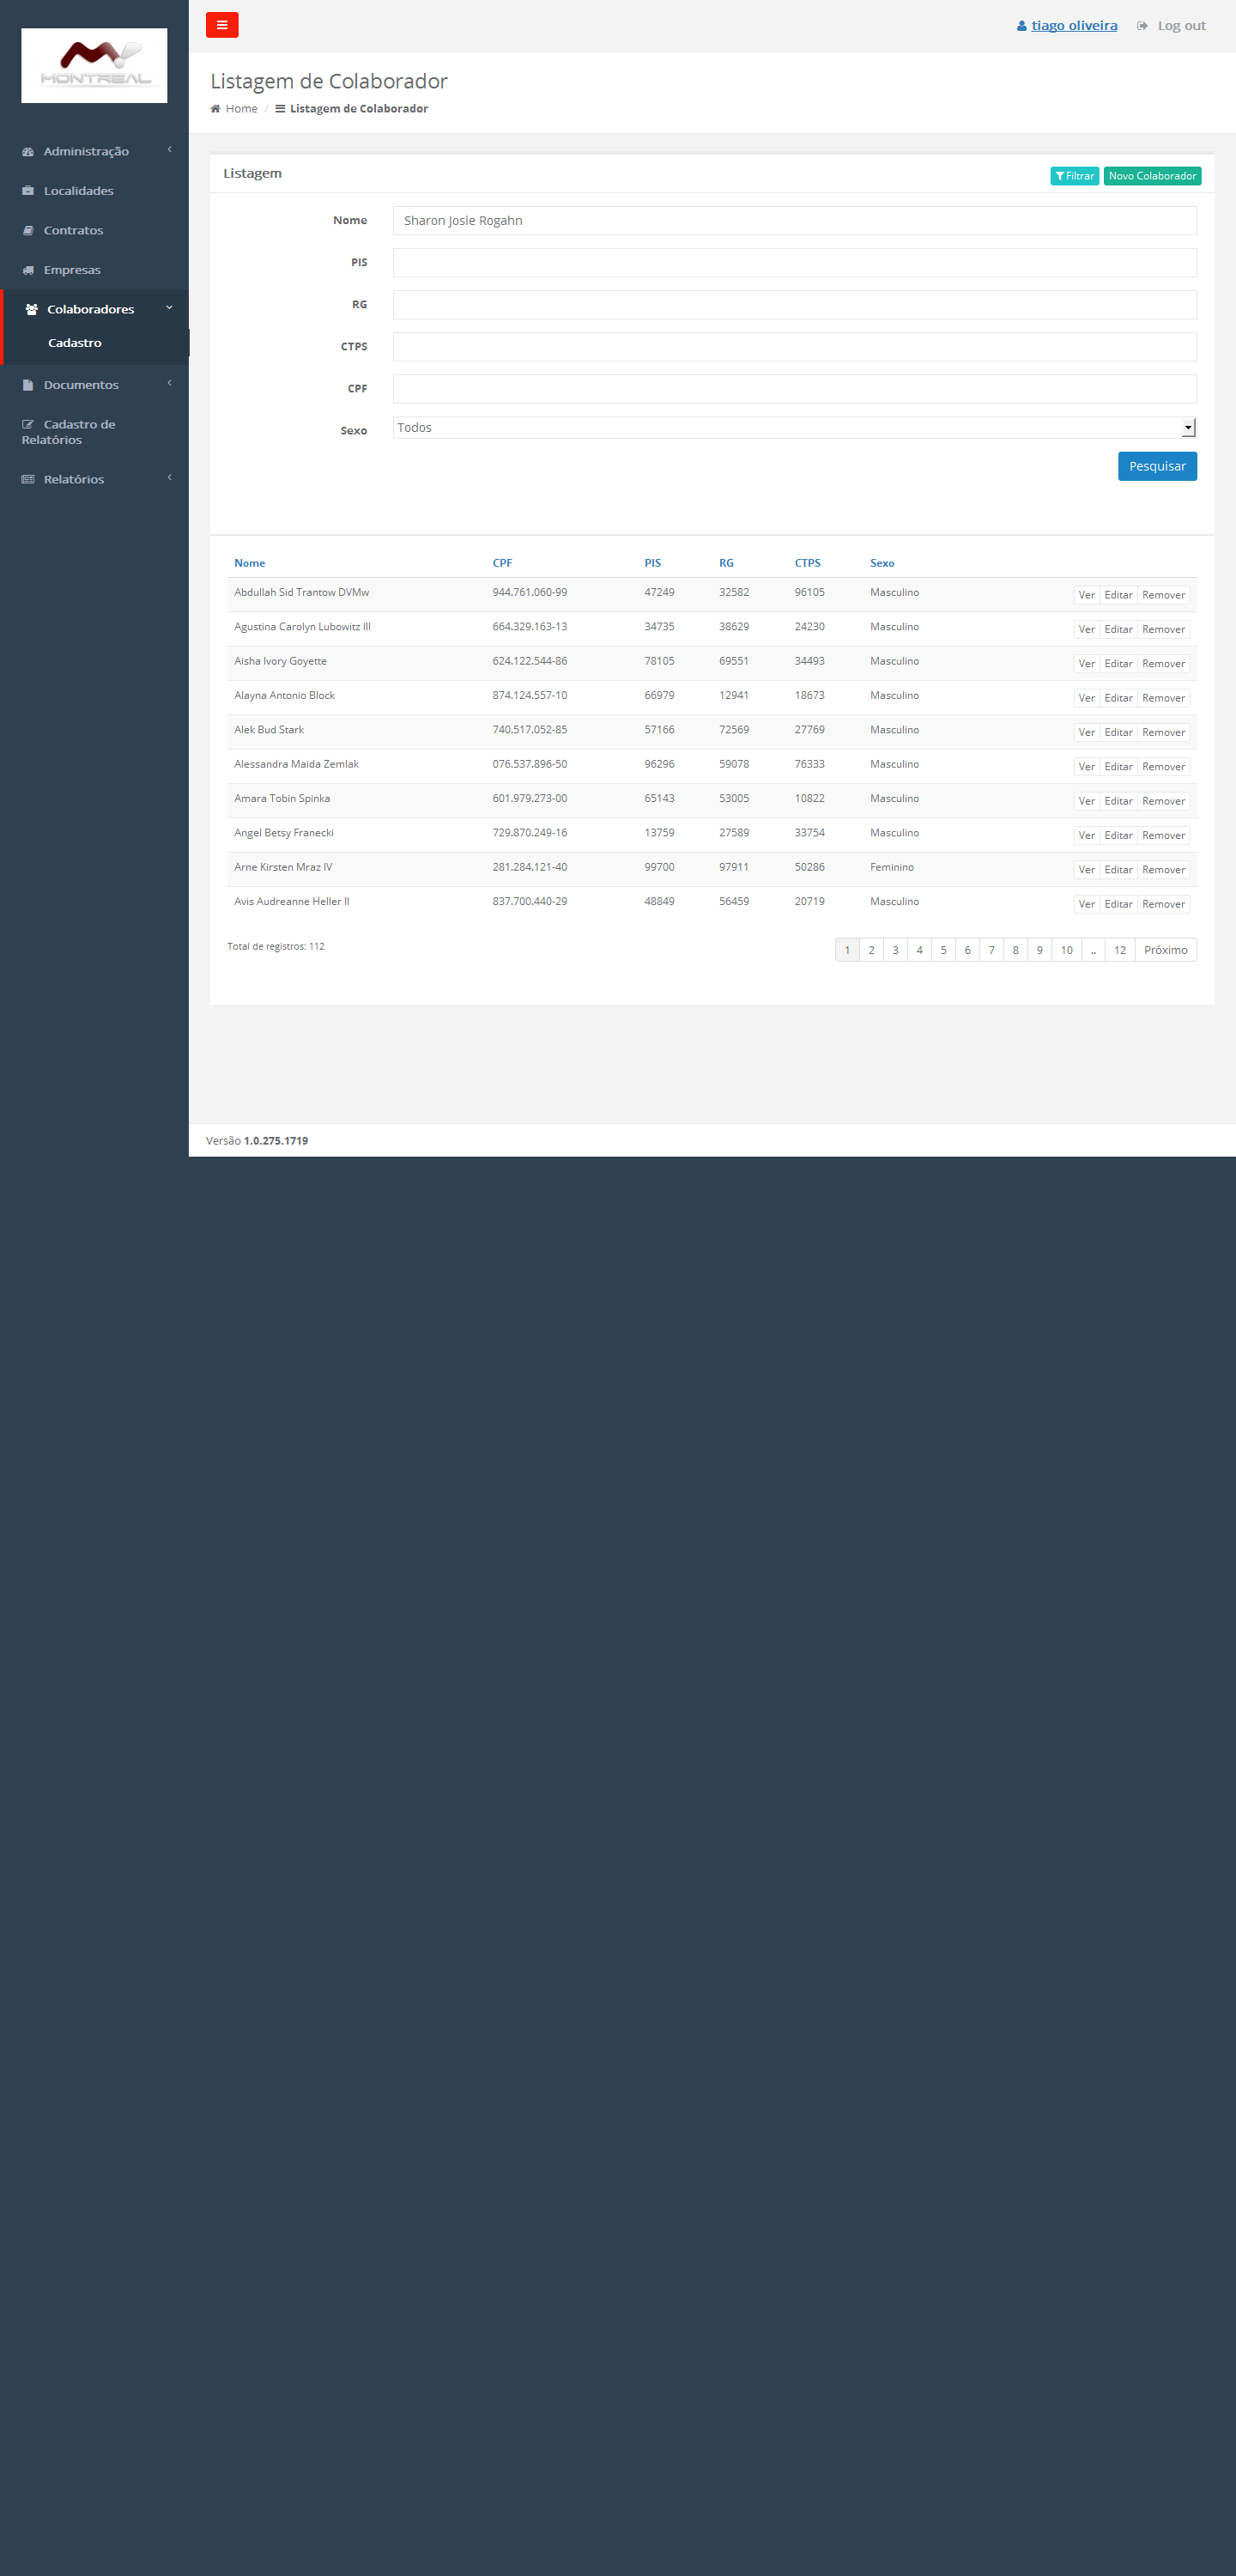 MONTREAL
tiago oliveira Log out
Listagem de Colaborador
Home / Listagem de Colaborador
Administração
Localidades
Contratos
Empresas
Colaboradores
Cadastro
Documentos
Cadastro de
Relatórios
Relatórios
Listagem Filtrar Novo Colaborador
Nome Sharon Josie Rogahn
PIS
RG
CTPS
CPF
Sexo Todos
Pesquisar
Nome CPF PIS RG CTPS Sexo
Abdullah Sid Trantow DVMw 944.761.060-99 47249 32582 96105 Masculino Ver Editar Remover
Agustina Carolyn Lubowitz III 664.329.163-13 34735 38629 24230 Masculino Ver Editar Remover
Aisha Ivory Goyette 624.122.544-86 78105 69551 34493 Masculino Ver Editar Remover
Alayna Antonio Block 874.124.557-10 66979 12941 18673 Masculino Ver Editar Remover
Alek Bud Stark 740.517.052-85 57166 72569 27769 Masculino Ver Editar Remover
Alessandra Maida Zemlak 076.537.896-50 96296 59078 76333 Masculino Ver Editar Remover
Amara Tobin Spinka 601.979.273-00 65143 53005 10822 Masculino Ver Editar Remover
Angel Betsy Franecki 729.870.249-16 13759 27589 33754 Masculino Ver Editar Remover
Arne Kirsten Mraz IV 281.284.121-40 99700 97911 50286 Feminino Ver Editar Remover
Avis Audreanne Heller II 837.700.440-29 48849 56459 20719 Masculino Ver Editar Remover
Total de registros: 112 1 2 3 4 5 6 7 8 9 10 .. 12 Próximo
Versão 1.0.275.1719